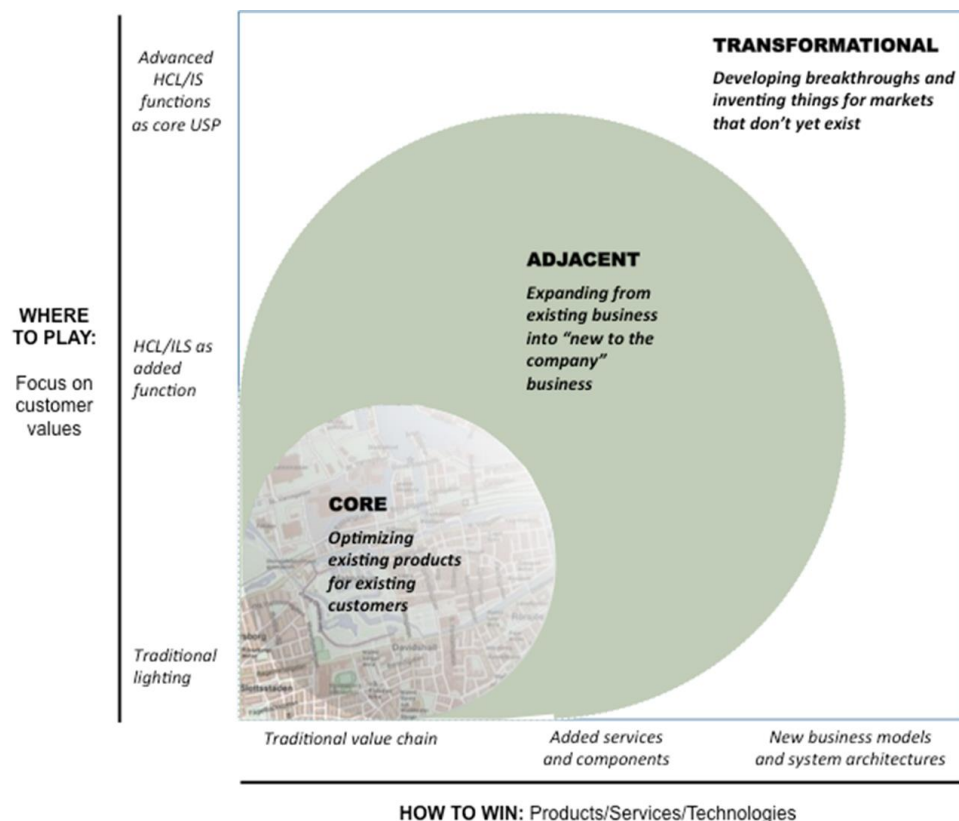 Advanced
HCL/IS
functions
as core USP
TRANSFORMATIONAL
Developing breakthroughs and
inventing things for markets
that don't yet exist
ADJACENT
Expanding from
existing business
into “new to the
company”
business
WHERE
TO PLAY:
Focus on
customer
values
HCL/ILS as
added
function
CORE
Optimizing
existing products
for existing
customers
Davidshall
Slottsstaden
Traditional
lighting
Traditional value chain
Added services
and components
New business models
and system architectures
HOW TO WIN: Products/Services/Technologies